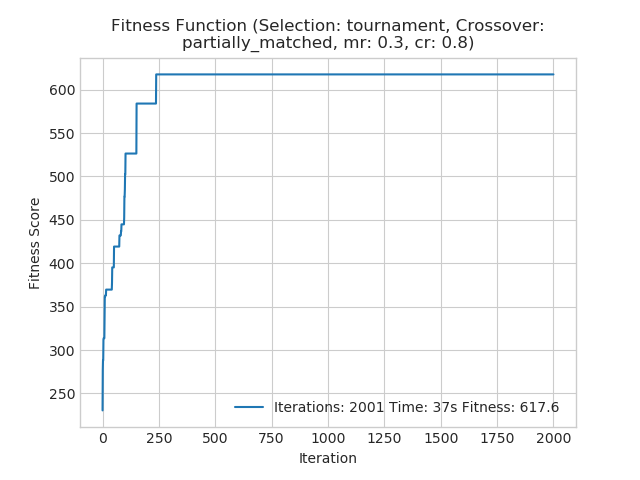 Fitness Function (Selection: tournament, Crossover:
partially_matched, mr: 0.3, cr: 0.8)
Fitness Score
600
550
500
450
400
350
300
250
Iterations: 2001 Time: 37s Fitness: 617.6
0 250 500 750 1000 1250 1500 1750 2000
Iteration